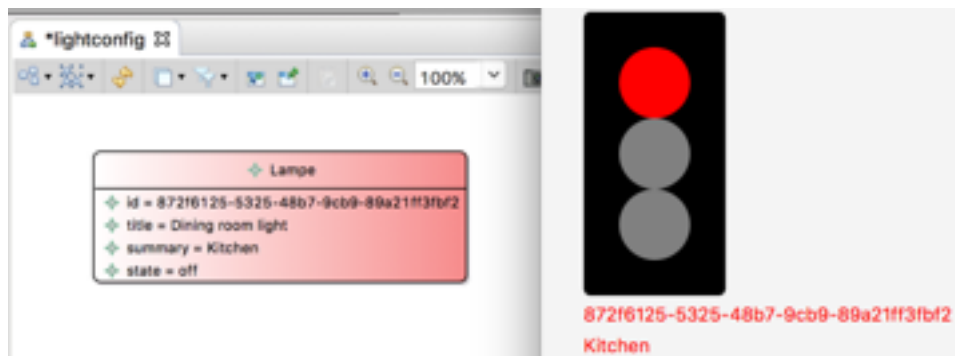 *lightconfig
100%
Lampe
id = 872f6125-5325-48b7-9cb9-89a21ff3fbf2
title = Dining room light
summary = Kitchen
state = off
872f6125-5325-48b7-9cb9-89a21ff3fbf2
Kitchen